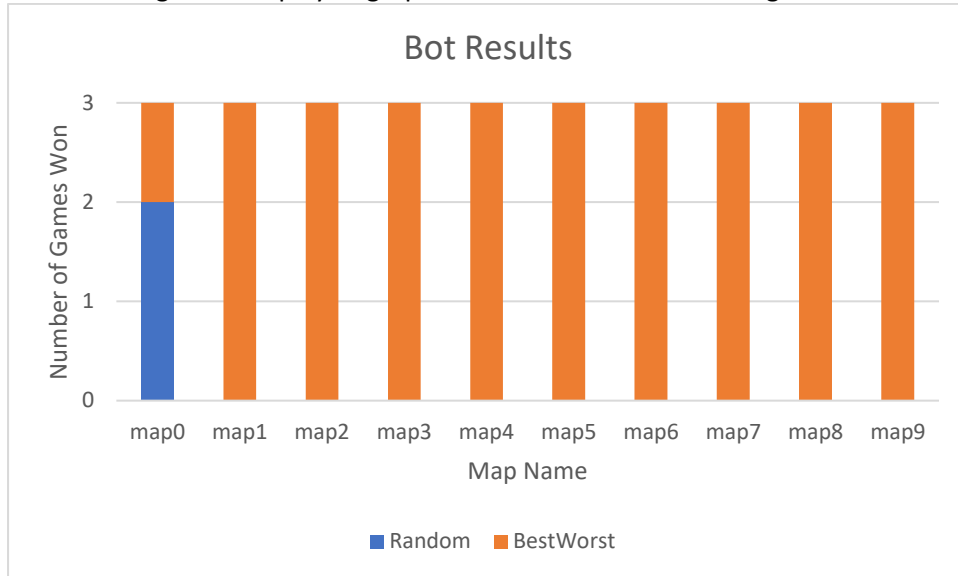 Bot Results
3
2
1
0
Number of Games Won
map0 map1 map2 map3 map4 map5 map6 map7 map8 map9
Map Name
Random BestWorst